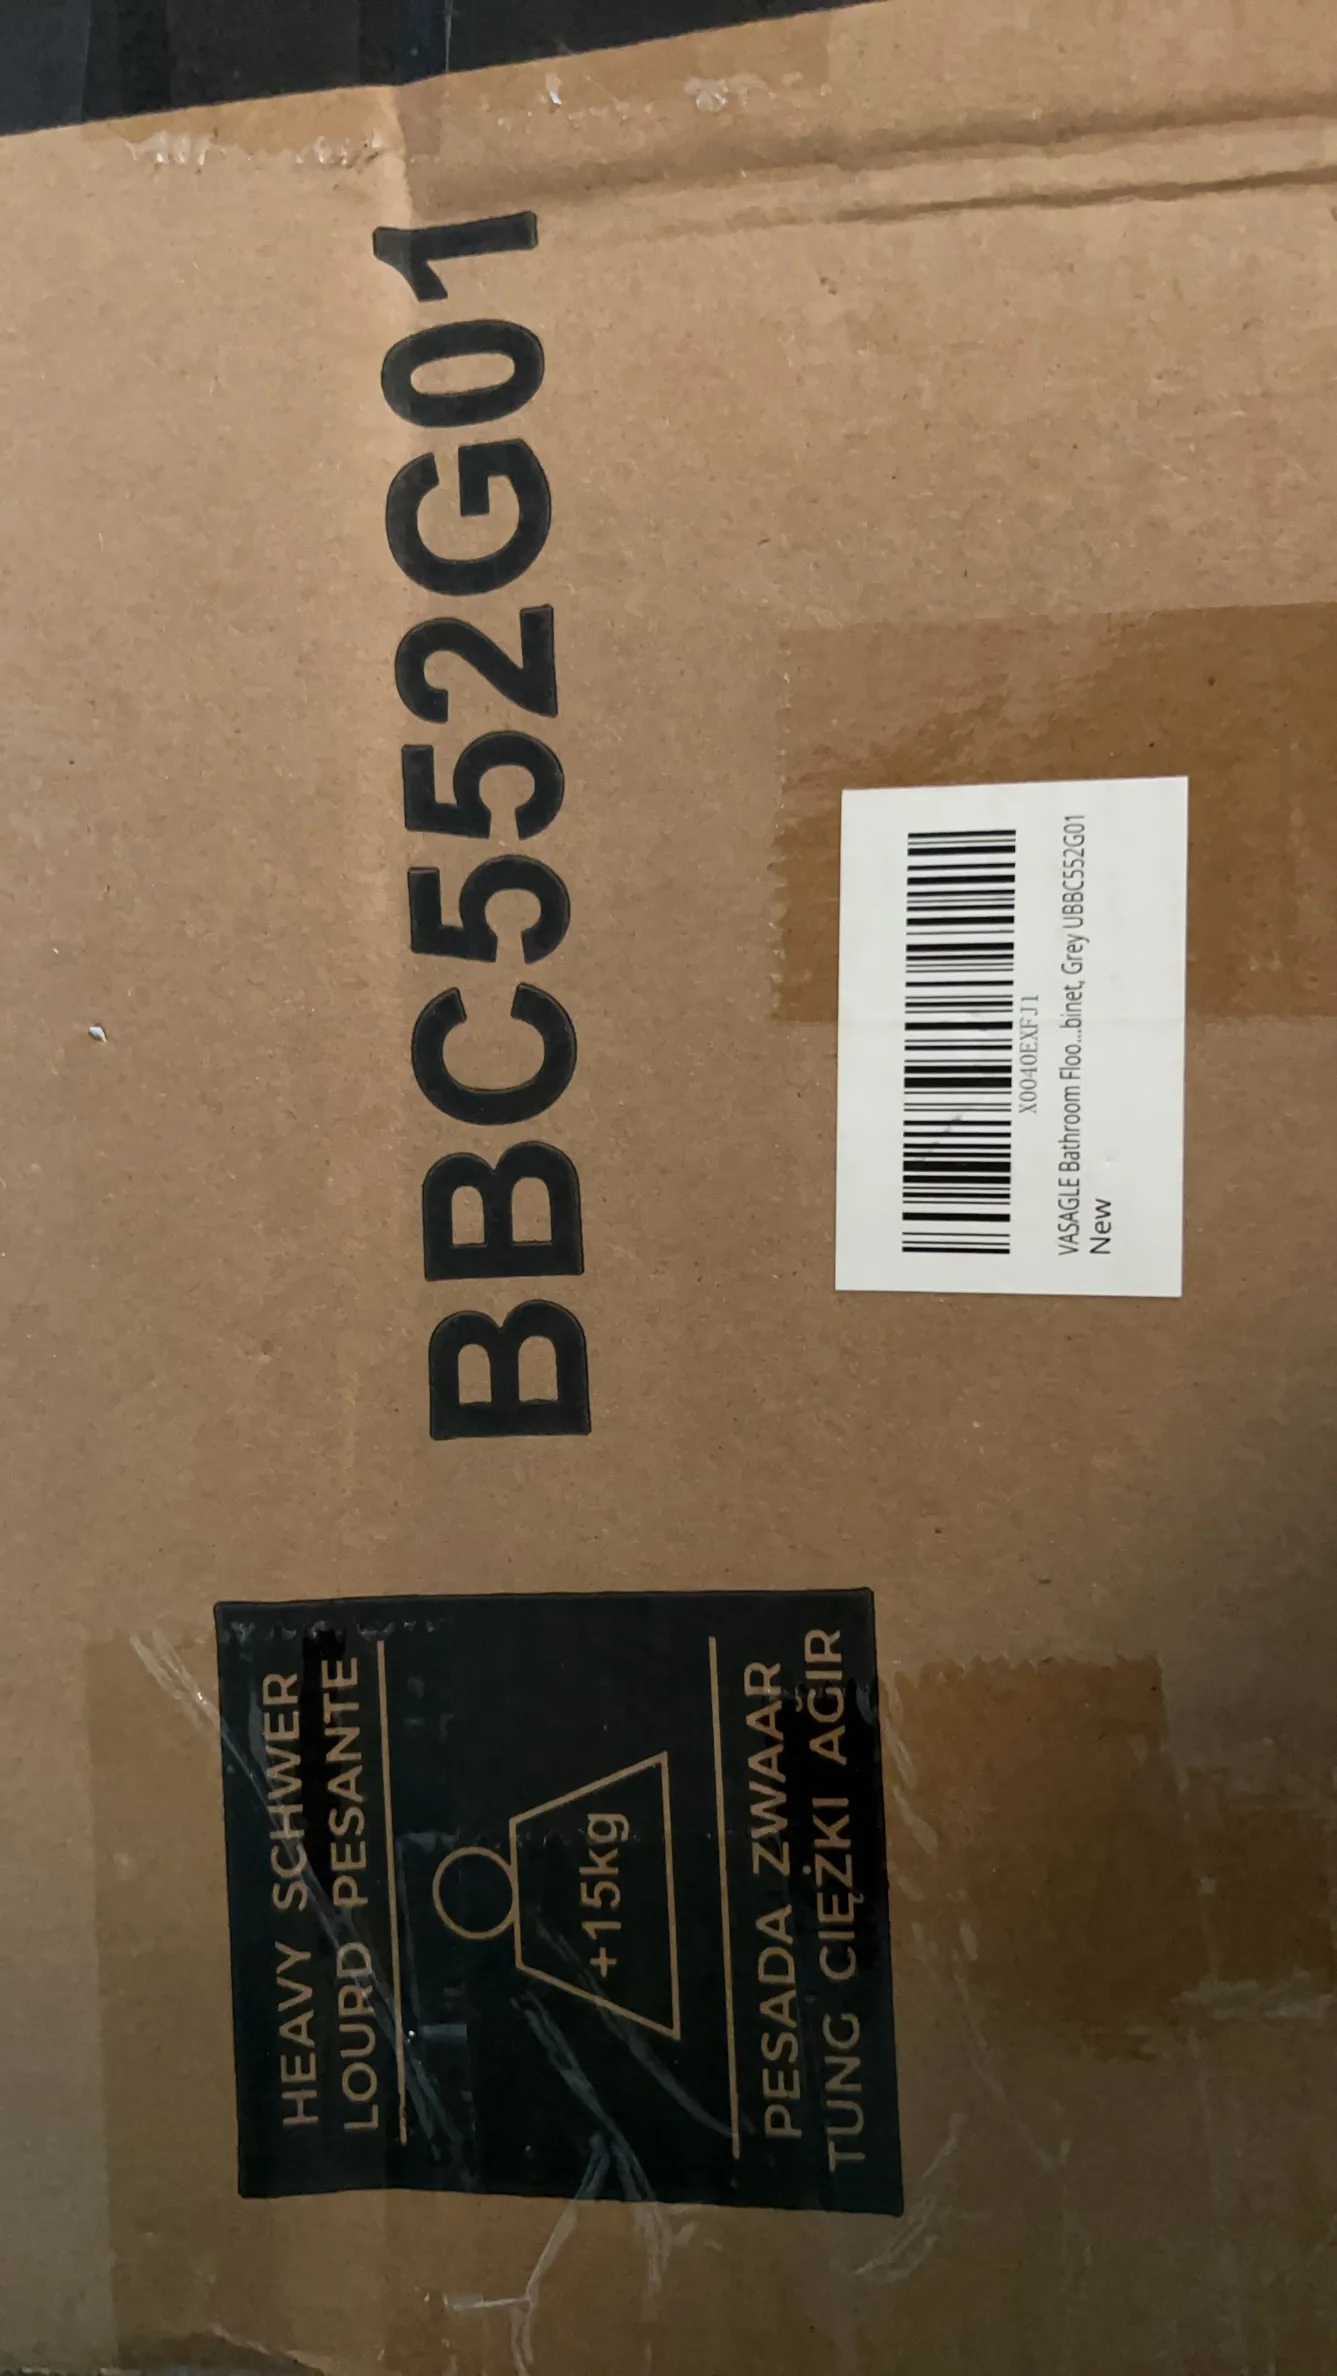 BBC552G01
X0040EXFJ1
VASAGLE Bathroom Floo...binet, Grey UBBC552G01
New
HEAVY SCHWER
LOURD PESANTE
+15kg
PESADA ZWAAR
TUNG CIĘŻKI AĞIR